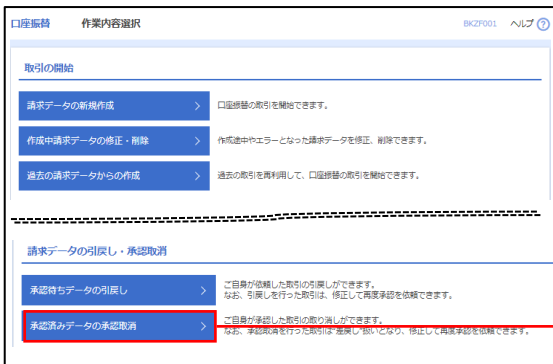 口座振替 作業内容選択 BKZF001 ヘルプ ?
取引の開始
請求データの新規作成 > 口座振替の取引を開始できます。
作成中請求データの修正・削除 > 作成途中やエラーとなった請求データを修正、削除できます。
過去の請求データからの作成 > 過去の取引を再利用して、口座振替の取引を開始できます。
請求データの引戻し・承認取消
承認待ちデータの引戻し > ご自身が依頼した取引の引戻しができます。
なお、引戻しを行った取引は、修正して再度承認を依頼できます。
承認済みデータの承認取消 > ご自身が承認した取引の取り消しができます。
なお、承認取消を行った取引は"差戻し"扱いとなり、修正して再度承認を依頼できます。